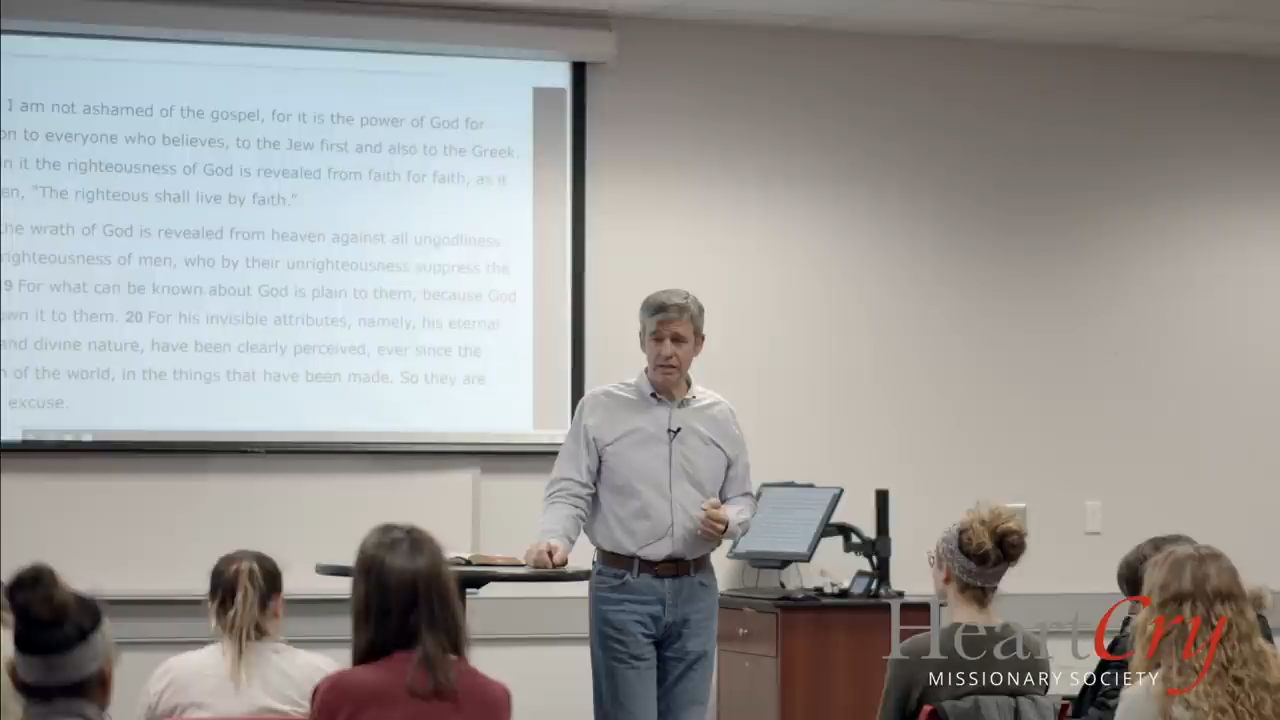 I am not ashamed of the gospel, for it is the power of God for
on to everyone who believes, to the Jew first and also to the Greek.
n it the righteousness of God is revealed from faith for faith, as it
en, "The righteous shall live by faith."
he wrath of God is revealed from heaven against all ungodliness
righteousness of men, who by their unrighteousness suppress the
9 For what can be known about God is plain to them, because God
wn it to them. 20 For his invisible attributes, namely, his eternal
and divine nature, have been clearly perceived, ever since the
n of the world, in the things that have been made. So they are
excuse.
HeartCry
MISSIONARY SOCIETY